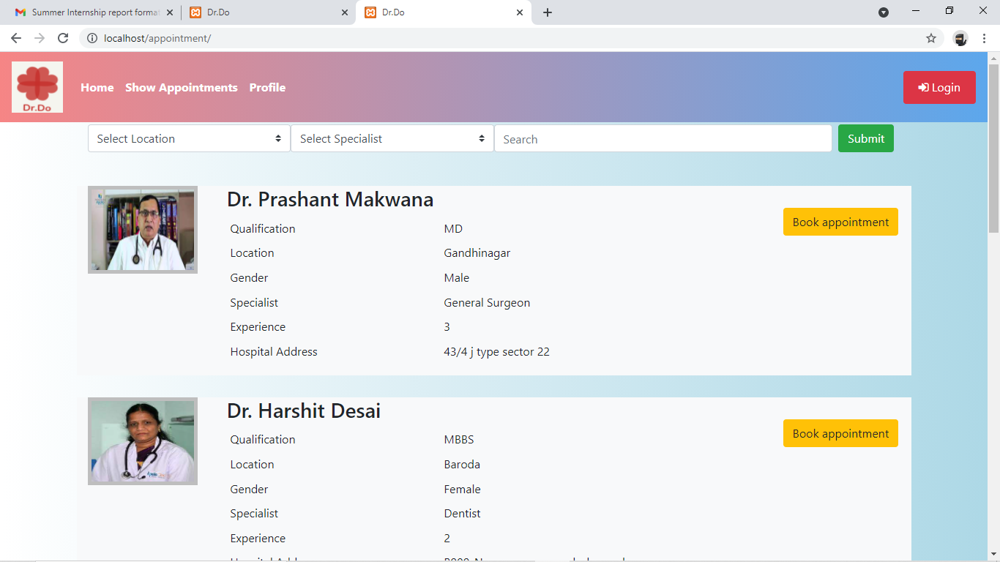 Summer Internship report forma
Dr.Do
Dr.Do
localhost/appointment/
Dr.Do
Home
Show Appointments
Profile
Login
Select Location
Select Specialist
Search
Submit
Dr. Prashant Makwana
Book appointment
Qualification MD
Location Gandhinagar
Gender Male
Specialist General Surgeon
Experience 3
Hospital Address 43/4 j type sector 22
Dr. Harshit Desai
Book appointment
Qualification MBBS
Location Baroda
Gender Female
Specialist Dentist
Experience 2